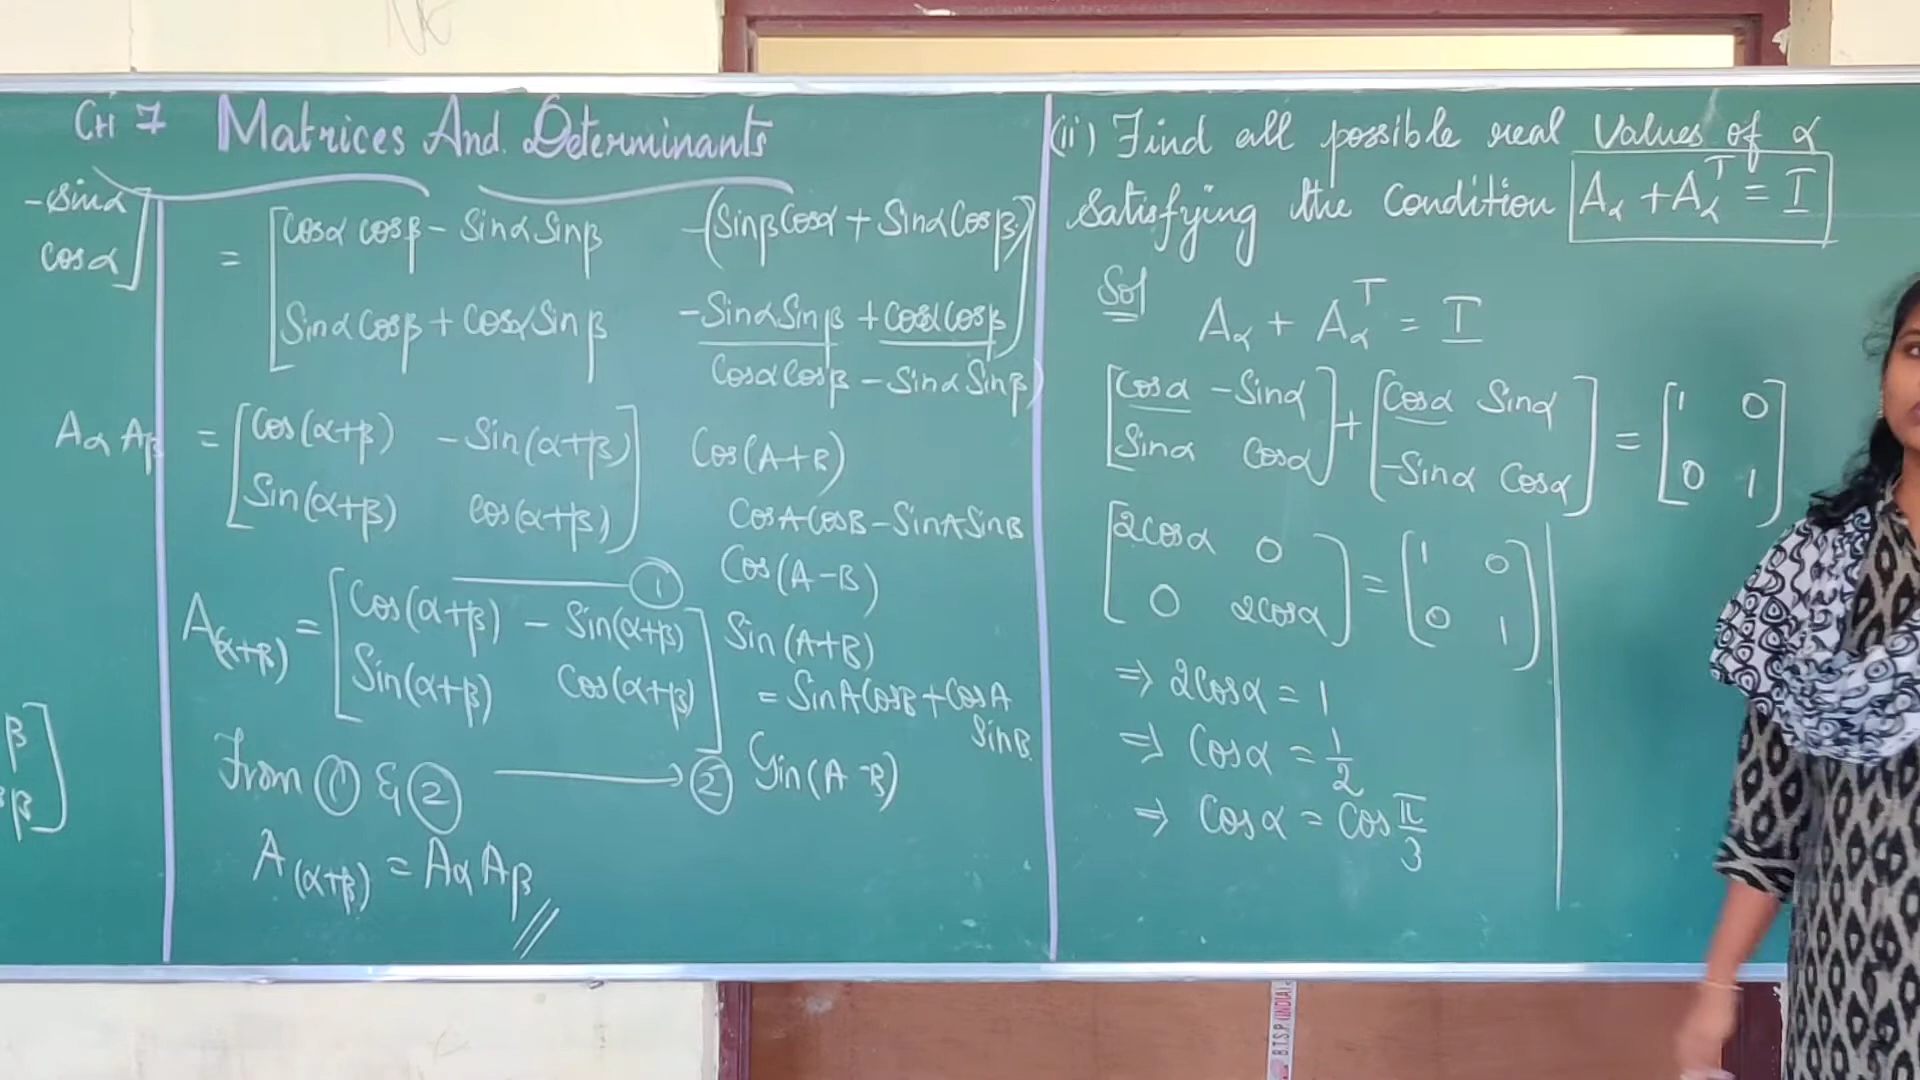 CH 7 Matrices And Determinants
-sinα
cosα]
= [cosα cosβ - Sinα Sinβ -(Sinβ Cosα + Sinα Cosβ)
Sinα Cosβ + Cosα Sinβ -Sinα Sinβ + cosα cosβ]
Cosα Cosβ - Sinα Sinβ
Aα Aβ = [Cos(α+β) -Sin(α+β)
Sin(α+β) cos(α+β)]
①
A(α+β) = [Cos(α+β) - Sin(α+β)
Sin(α+β) Cos(α+β)]
②
From ① & ②
A(α+β) = Aα Aβ //
β
β]
Cos(A+B)
CosA CosB - SinA SinB
Cos(A-B)
Sin(A+B)
= SinA CosB + CosA
SinB
Sin(A-B)
(ii) Find all possible real Values of α
satisfying the condition Aα + Aα^T = I
Sol
Aα + Aα^T = I
[Cosα -Sinα + [Cosα Sinα = [1 0
Sinα Cosα] -Sinα Cosα] 0 1]
[2cosα 0 = [1 0
0 2cosα] 0 1]
⇒ 2cosα = 1
⇒ Cosα = 1/2
⇒ Cosα = Cos π/3
B.T.S.P. (INDIA)